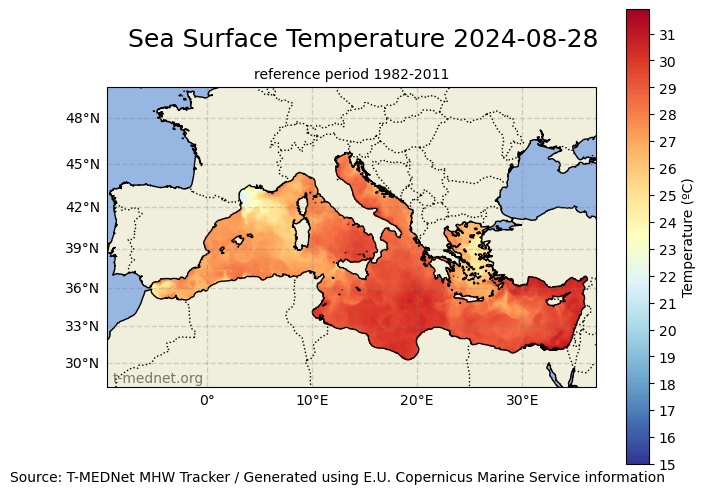 Sea Surface Temperature 2024-08-28
reference period 1982-2011
48°N
45°N
42°N
39°N
36°N
33°N
30°N
t-mednet.org
0°
10°E
20°E
30°E
31
30
29
28
27
26
25
24
23
22
21
20
19
18
17
16
15
Temperature (ºC)
Source: T-MEDNet MHW Tracker / Generated using E.U. Copernicus Marine Service information